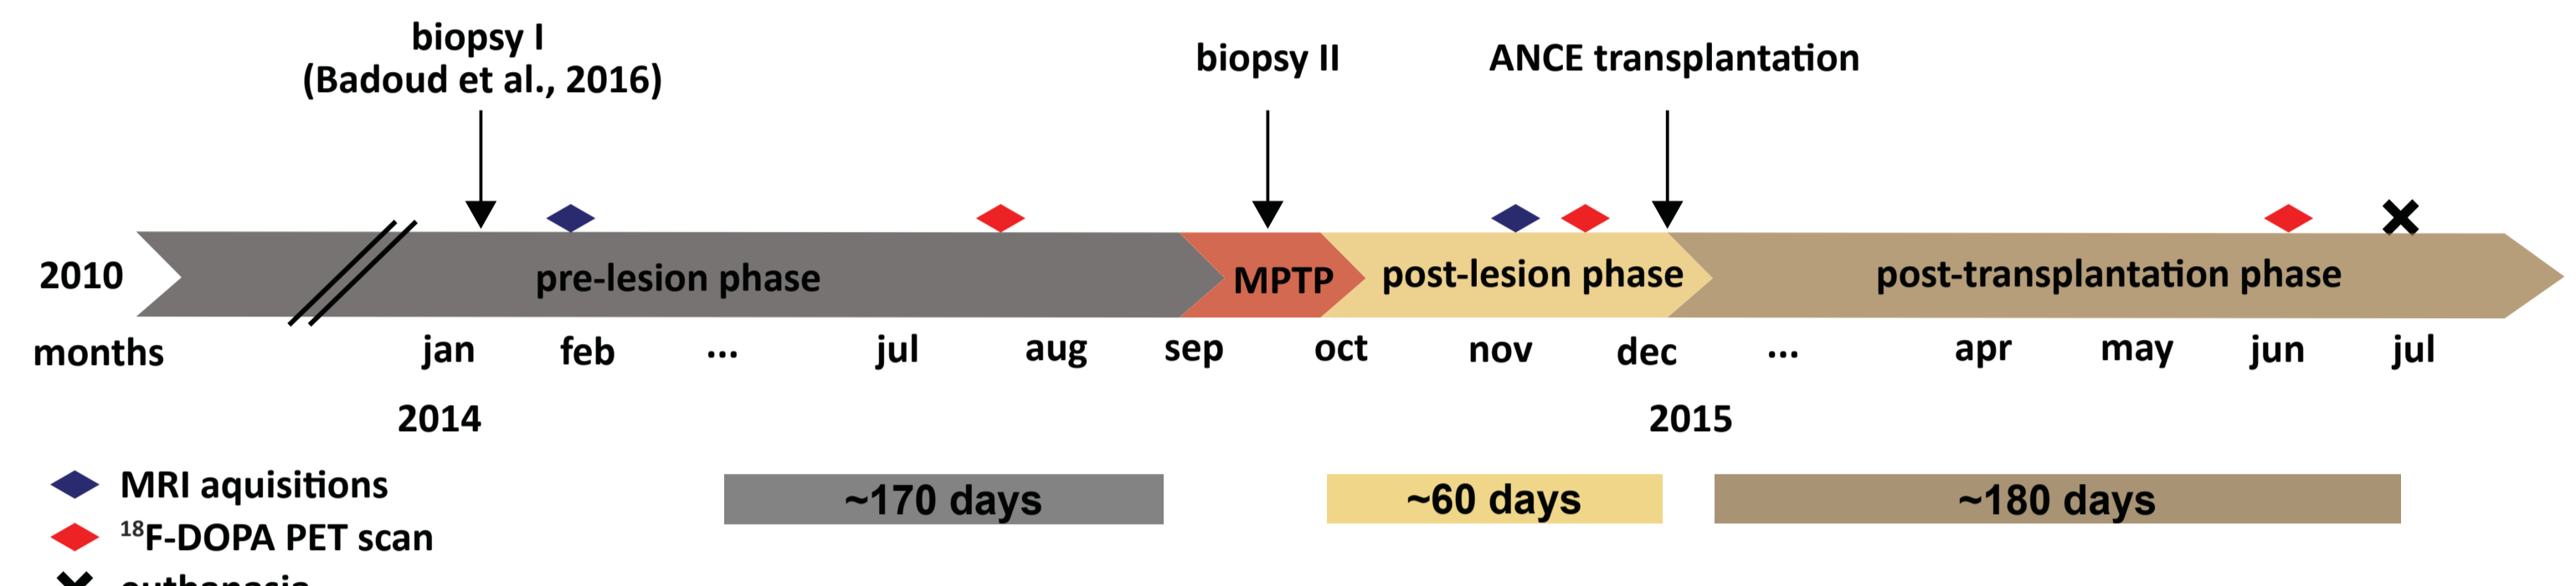 biopsy I
(Badoud et al., 2016)
biopsy II
ANCE transplantation
2010
pre-lesion phase
MPTP
post-lesion phase
post-transplantation phase
months
jan
feb
...
jul
aug
sep
oct
nov
dec
...
apr
may
jun
jul
2014
2015
~170 days
~60 days
~180 days
MRI aquisitions
18F-DOPA PET scan
euthanasia